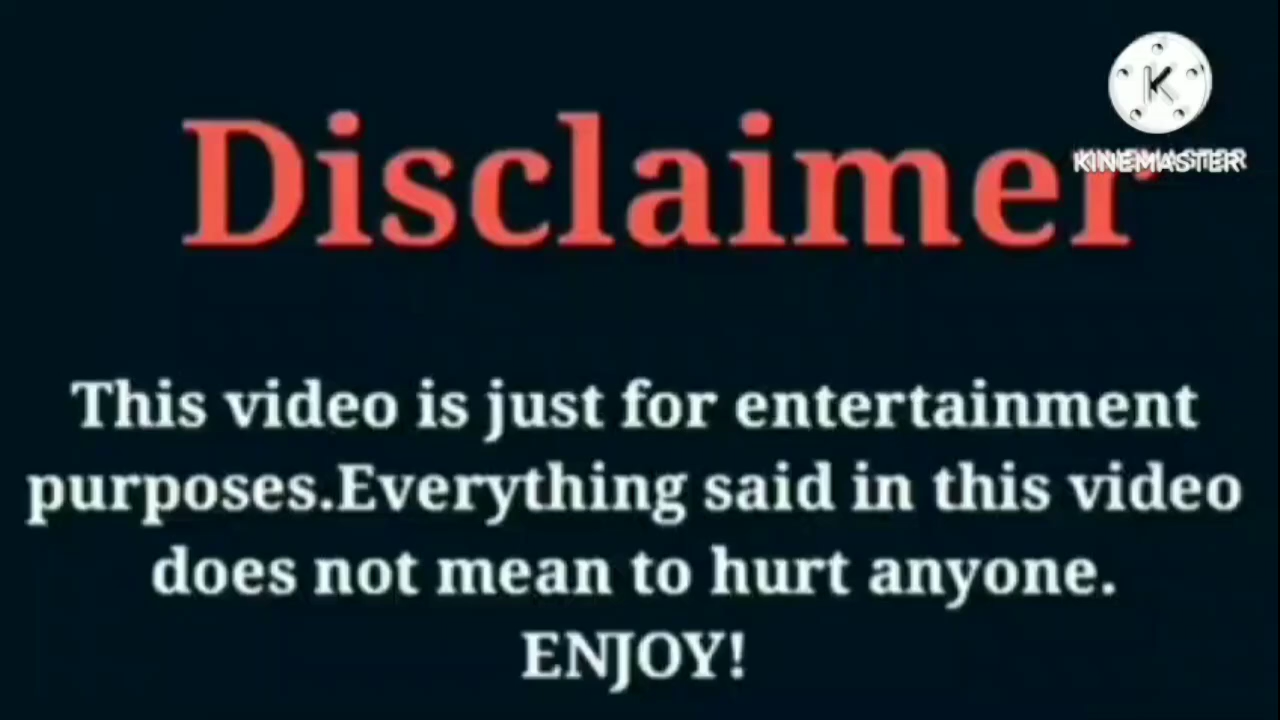 K
KINEMASTER
Disclaimer
This video is just for entertainment
purposes.Everything said in this video
does not mean to hurt anyone.
ENJOY!